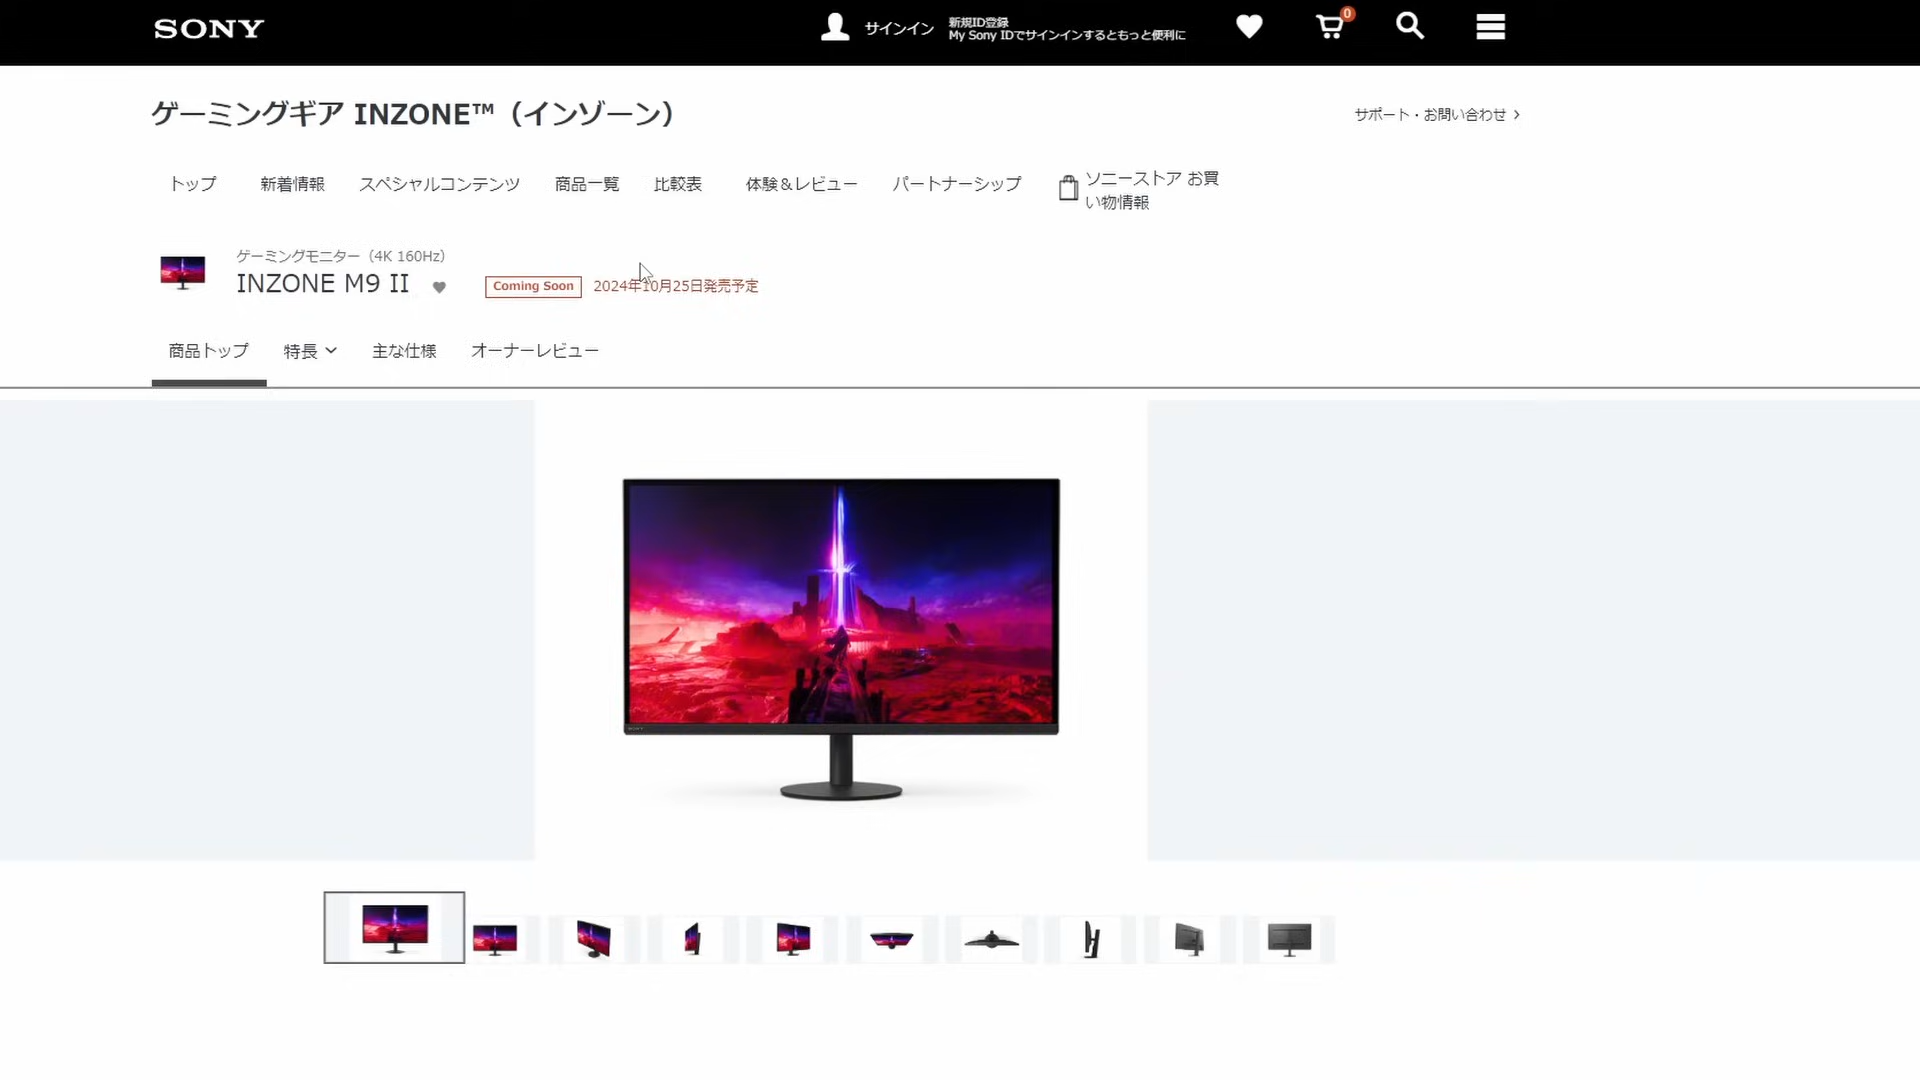 SONY
サインイン
新規ID登録
My Sony IDでサインインするともっと便利に
0
ゲーミングギア INZONE™（インゾーン）
サポート・お問い合わせ
トップ
新着情報
スペシャルコンテンツ
商品一覧
比較表
体験＆レビュー
パートナーシップ
ソニーストア お買
い物情報
ゲーミングモニター（4K 160Hz）
INZONE M9 II
Coming Soon
2024年10月25日発売予定
商品トップ
特長
主な仕様
オーナーレビュー
SONY